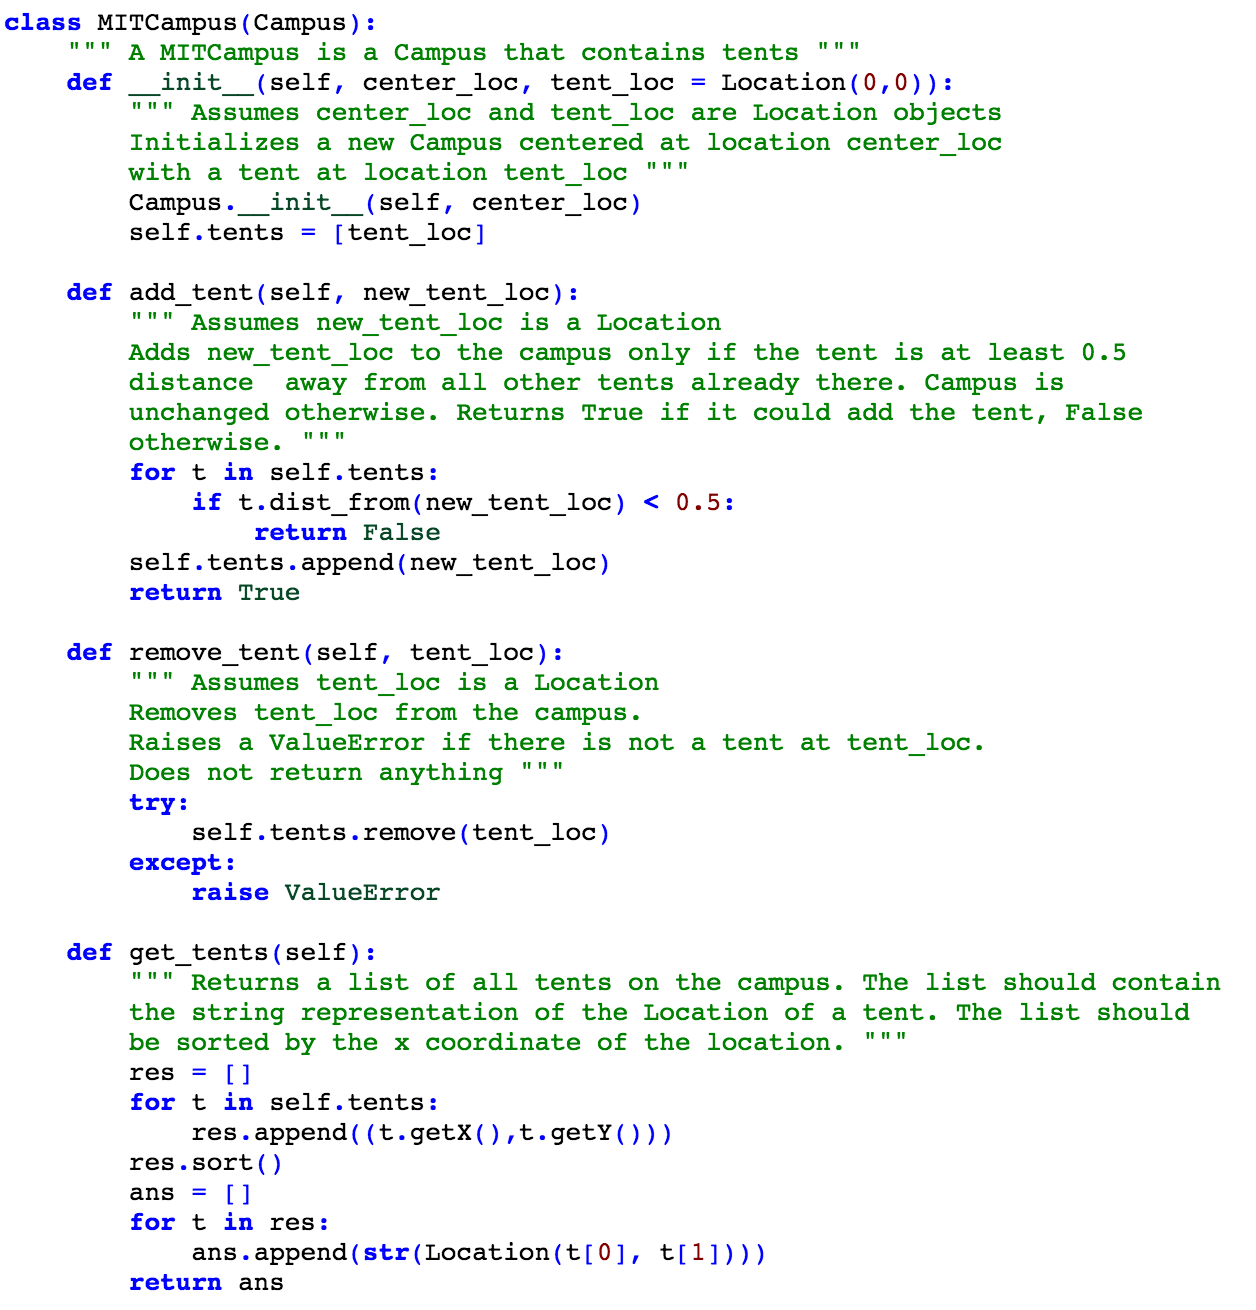 class MITCampus(Campus):
    """ A MITCampus is a Campus that contains tents """
    def __init__(self, center_loc, tent_loc = Location(0,0)):
        """ Assumes center_loc and tent_loc are Location objects
        Initializes a new Campus centered at location center_loc
        with a tent at location tent_loc """
        Campus.__init__(self, center_loc)
        self.tents = [tent_loc]

    def add_tent(self, new_tent_loc):
        """ Assumes new_tent_loc is a Location
        Adds new_tent_loc to the campus only if the tent is at least 0.5
        distance  away from all other tents already there. Campus is
        unchanged otherwise. Returns True if it could add the tent, False
        otherwise. """
        for t in self.tents:
            if t.dist_from(new_tent_loc) < 0.5:
                return False
        self.tents.append(new_tent_loc)
        return True

    def remove_tent(self, tent_loc):
        """ Assumes tent_loc is a Location
        Removes tent_loc from the campus.
        Raises a ValueError if there is not a tent at tent_loc.
        Does not return anything """
        try:
            self.tents.remove(tent_loc)
        except:
            raise ValueError

    def get_tents(self):
        """ Returns a list of all tents on the campus. The list should contain
        the string representation of the Location of a tent. The list should
        be sorted by the x coordinate of the location. """
        res = []
        for t in self.tents:
            res.append((t.getX(),t.getY()))
        res.sort()
        ans = []
        for t in res:
            ans.append(str(Location(t[0], t[1])))
        return ans